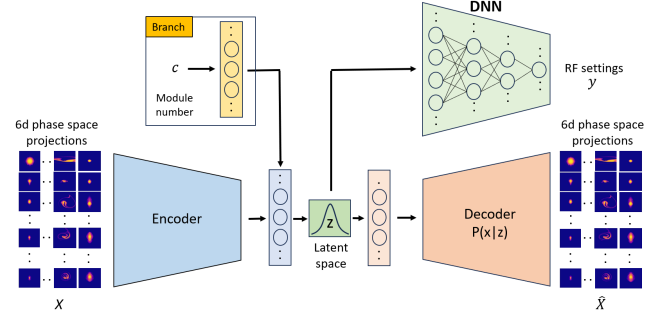 DNN
Branch
c
Module
number
RF settings
y
6d phase space
projections
6d phase space
projections
Encoder
z
Latent
space
Decoder
P(x|z)
X
X̂